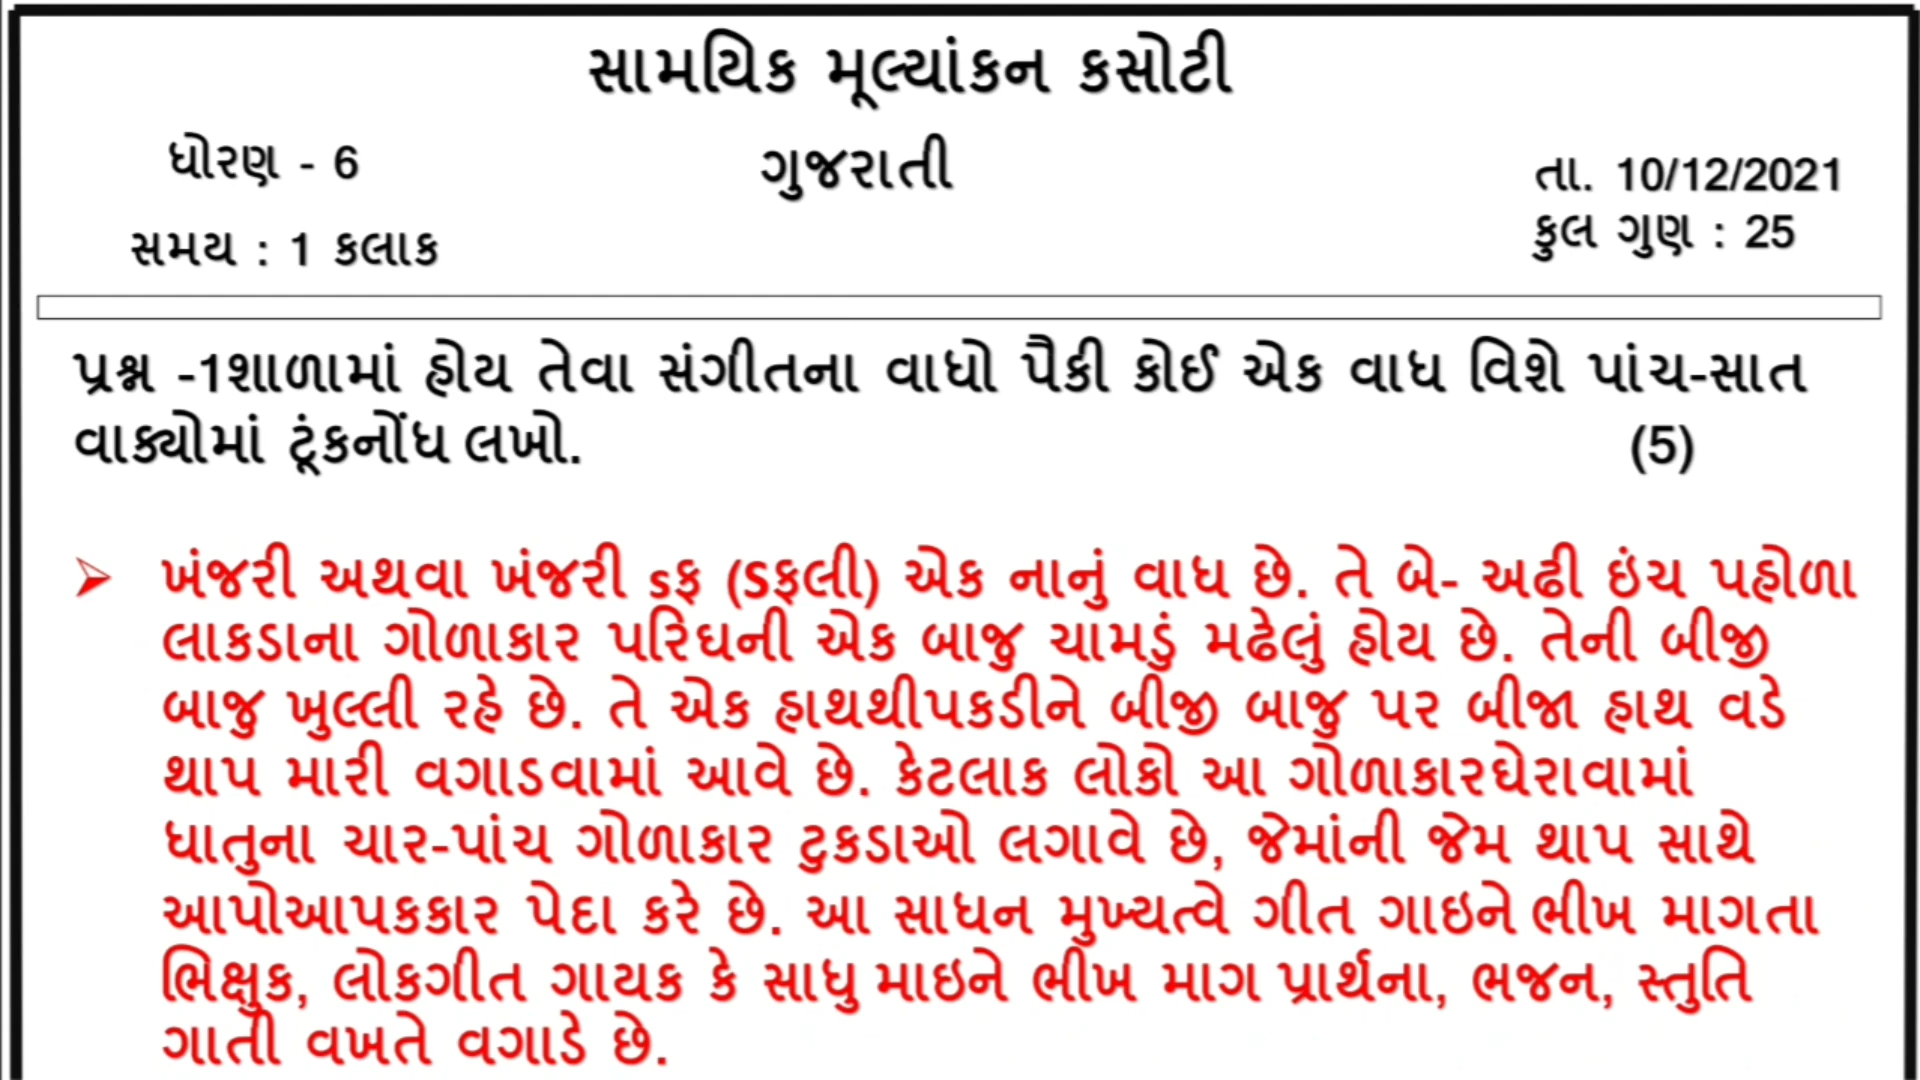 સામયિક મૂલ્યાંકન કસોટી
ધોરણ - 6
ગુજરાતી
તા. 10/12/2021
સમય : 1 કલાક
કુલ ગુણ : 25
પ્રશ્ન -1શાળામાં હોય તેવા સંગીતના વાધો પૈકી કોઈ એક વાધ વિશે પાંચ-સાત
વાક્યોમાં ટૂંકનોંધ લખો. (5)
➢ ખંજરી અથવા ખંજરી sફ (Sફલી) એક નાનું વાધ છે. તે બે- અઢી ઇંચ પહોળા
લાકડાના ગોળાકાર પરિઘની એક બાજુ ચામડું મઢેલું હોય છે. તેની બીજી
બાજુ ખુલ્લી રહે છે. તે એક હાથથીપકડીને બીજી બાજુ પર બીજા હાથ વડે
થાપ મારી વગાડવામાં આવે છે. કેટલાક લોકો આ ગોળાકારઘેરાવામાં
ધાતુના ચાર-પાંચ ગોળાકાર ટુકડાઓ લગાવે છે, જેમાંની જેમ થાપ સાથે
આપોઆપકકાર પેદા કરે છે. આ સાધન મુખ્યત્વે ગીત ગાઇને ભીખ માગતા
ભિક્ષુક, લોકગીત ગાયક કે સાધુ માઇને ભીખ માગ પ્રાર્થના, ભજન, સ્તુતિ
ગાતી વખતે વગાડે છે.